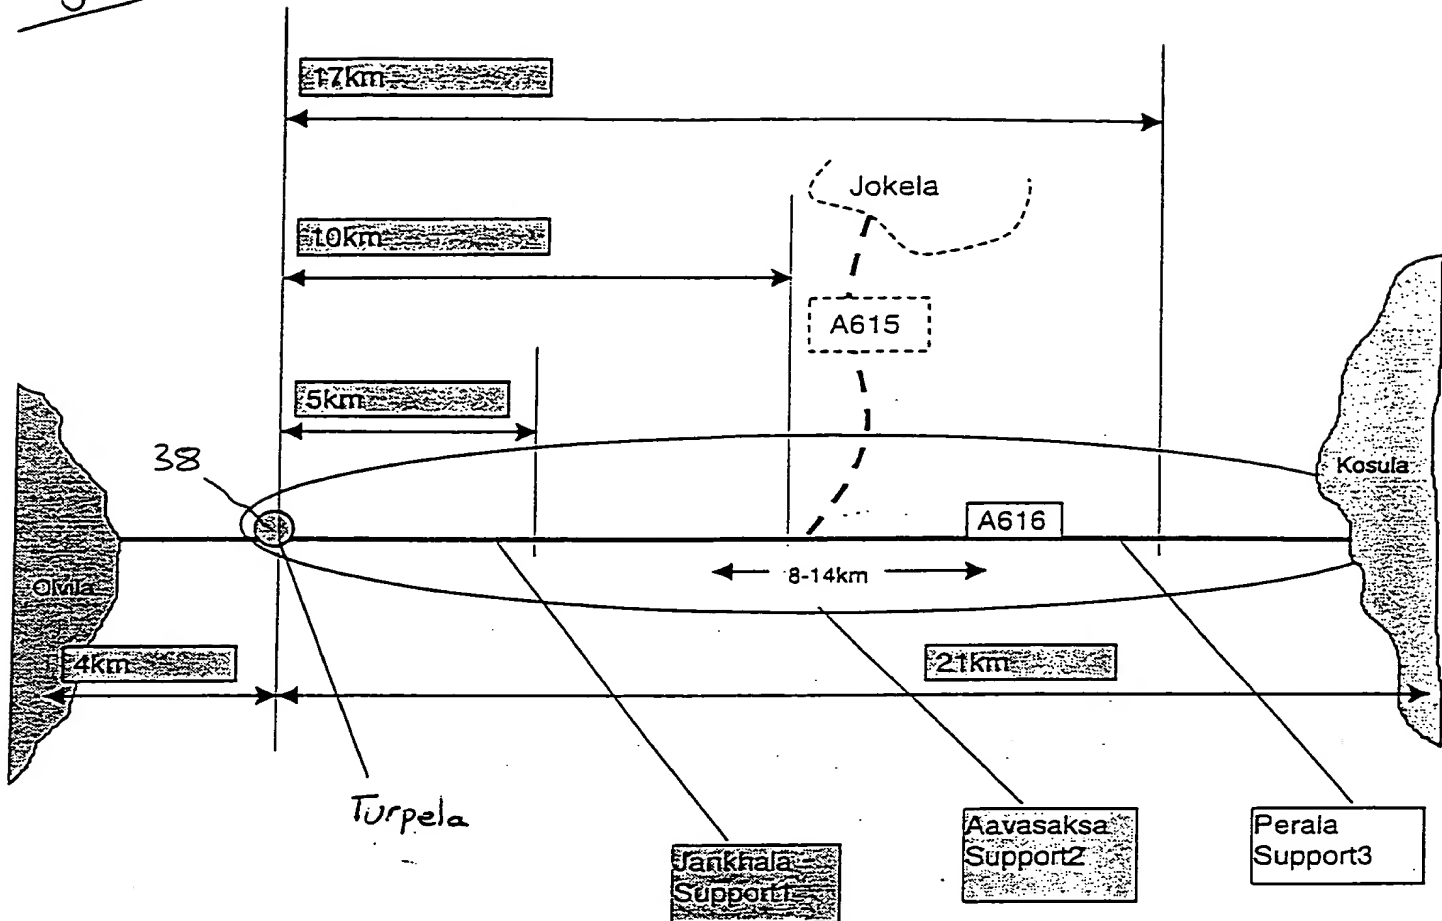 17km
Jokela
10km
A615
5km
38
Kosula
A616
8-14km
Olvila
4km
21km
Turpela
Aavasaksa
Support2
Perala
Support3
Jankhala
Support1